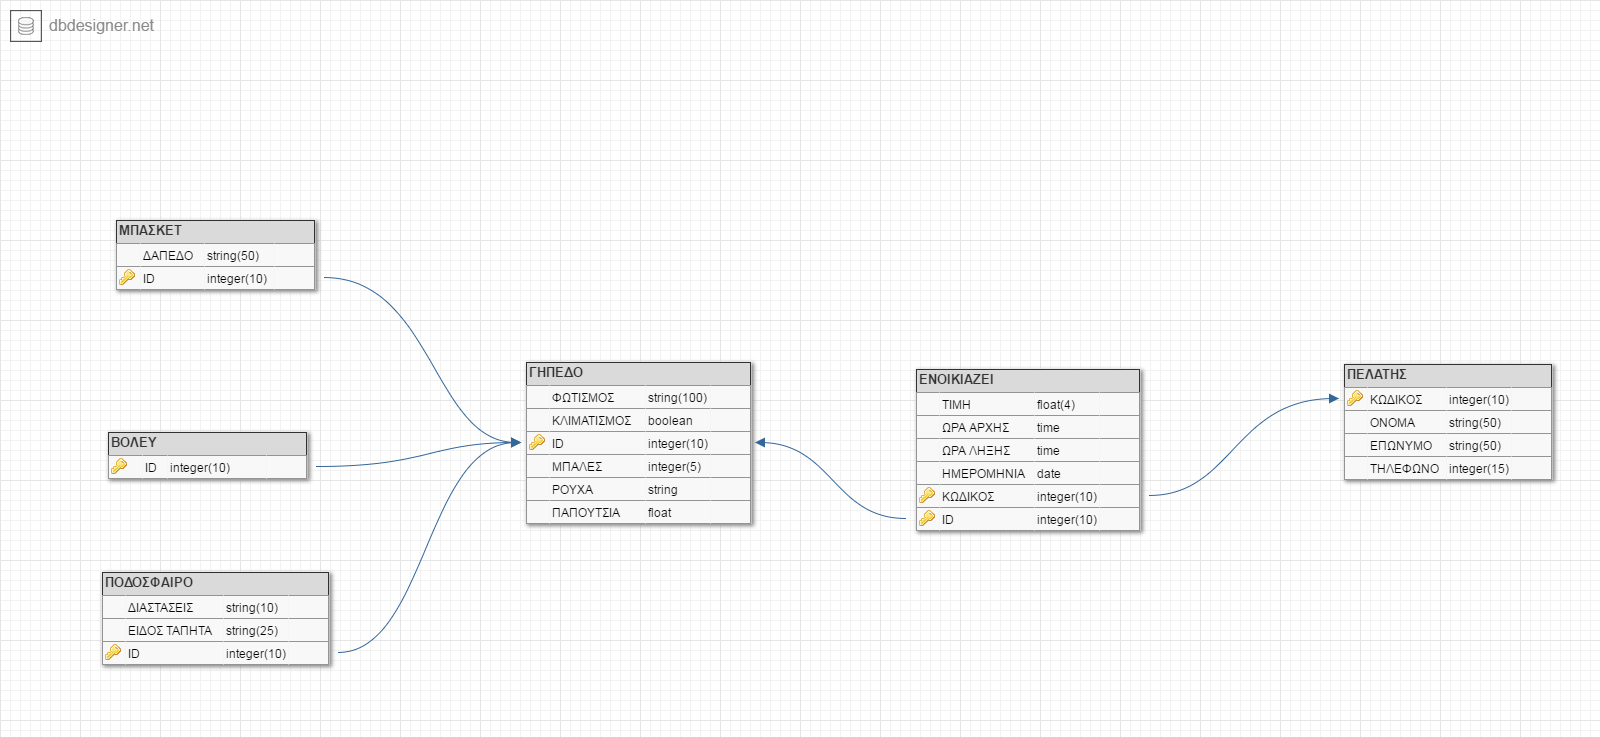 dbdesigner.net
ΜΠΑΣΚΕΤ
ΔΑΠΕΔΟ string(50)
ID integer(10)
ΒΟΛΕΥ
ID integer(10)
ΠΟΔΟΣΦΑΙΡΟ
ΔΙΑΣΤΑΣΕΙΣ string(10)
ΕΙΔΟΣ ΤΑΠΗΤΑ string(25)
ID integer(10)
ΓΗΠΕΔΟ
ΦΩΤΙΣΜΟΣ string(100)
ΚΛΙΜΑΤΙΣΜΟΣ boolean
ID integer(10)
ΜΠΑΛΕΣ integer(5)
ΡΟΥΧΑ string
ΠΑΠΟΥΤΣΙΑ float
ΕΝΟΙΚΙΑΖΕΙ
ΤΙΜΗ float(4)
ΩΡΑ ΑΡΧΗΣ time
ΩΡΑ ΛΗΞΗΣ time
ΗΜΕΡΟΜΗΝΙΑ date
ΚΩΔΙΚΟΣ integer(10)
ID integer(10)
ΠΕΛΑΤΗΣ
ΚΩΔΙΚΟΣ integer(10)
ΟΝΟΜΑ string(50)
ΕΠΩΝΥΜΟ string(50)
ΤΗΛΕΦΩΝΟ integer(15)